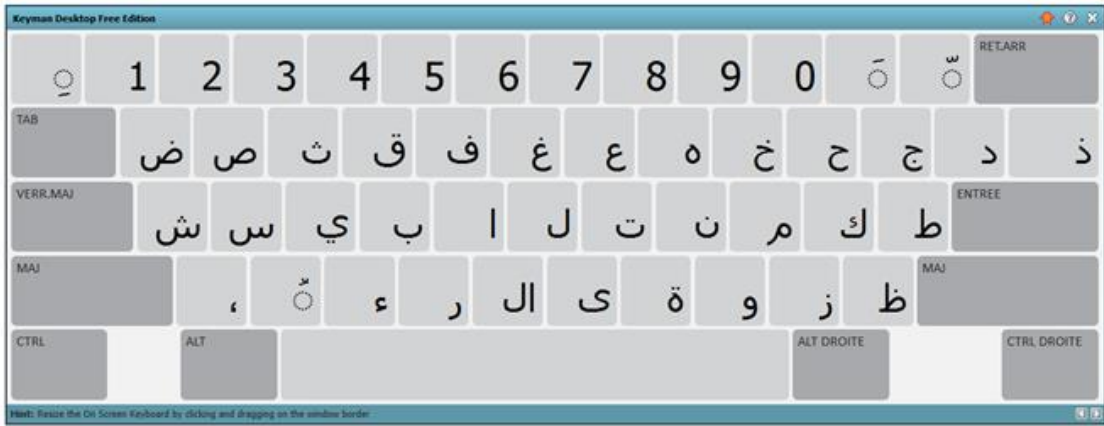 Keyman Desktop Free Edition
◌ِ 1 2 3 4 5 6 7 8 9 0 ◌َ ◌ّ RET.ARR
TAB ض ص ث ق ف غ ع ه خ ح ج د ذ
VERR.MAJ ش س ي ب ا ل ت ن م ك ط ENTREE
MAJ ، ء ر ال ى ة و ز ظ MAJ
CTRL ALT ALT DROITE CTRL DROITE
Hint: Resize the On Screen Keyboard by clicking and dragging on the window border